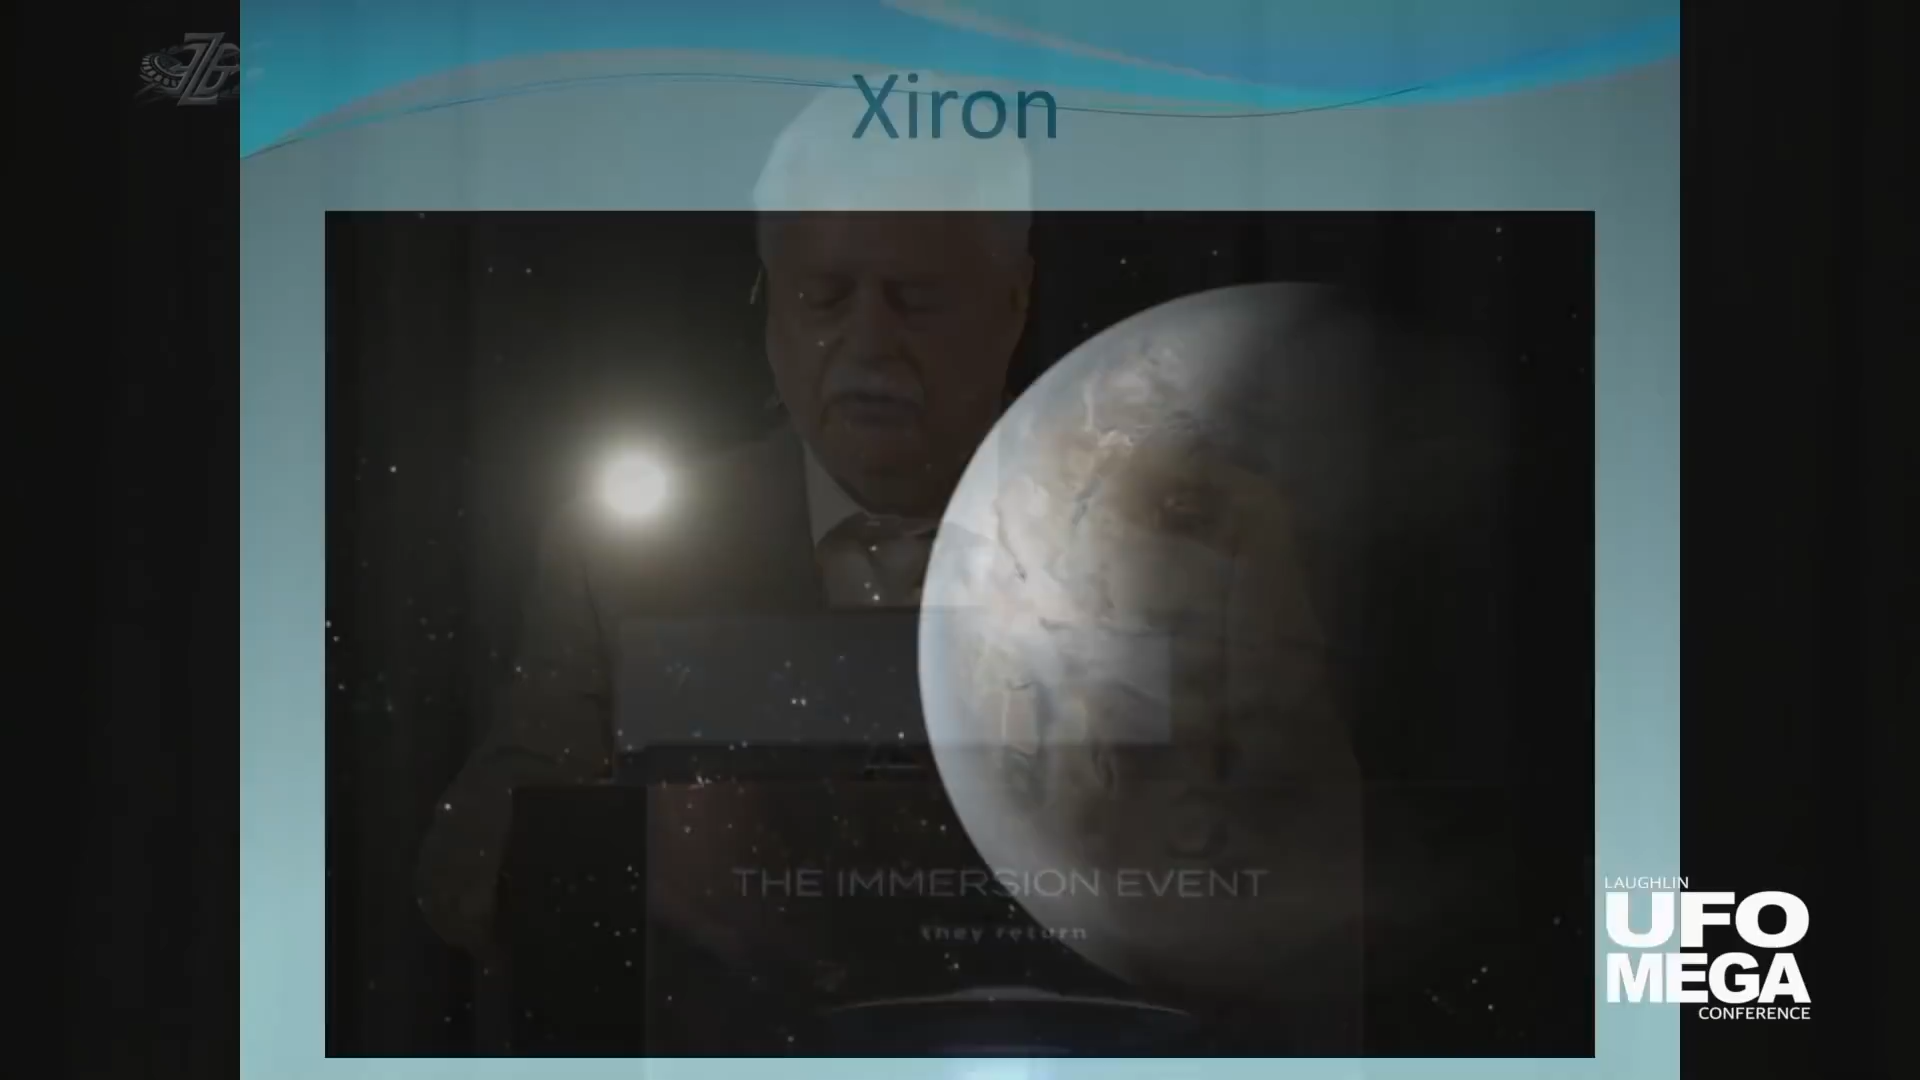 Xiron
THE IMMERSION EVENT
they return
LAUGHLIN
UFO
MEGA
CONFERENCE